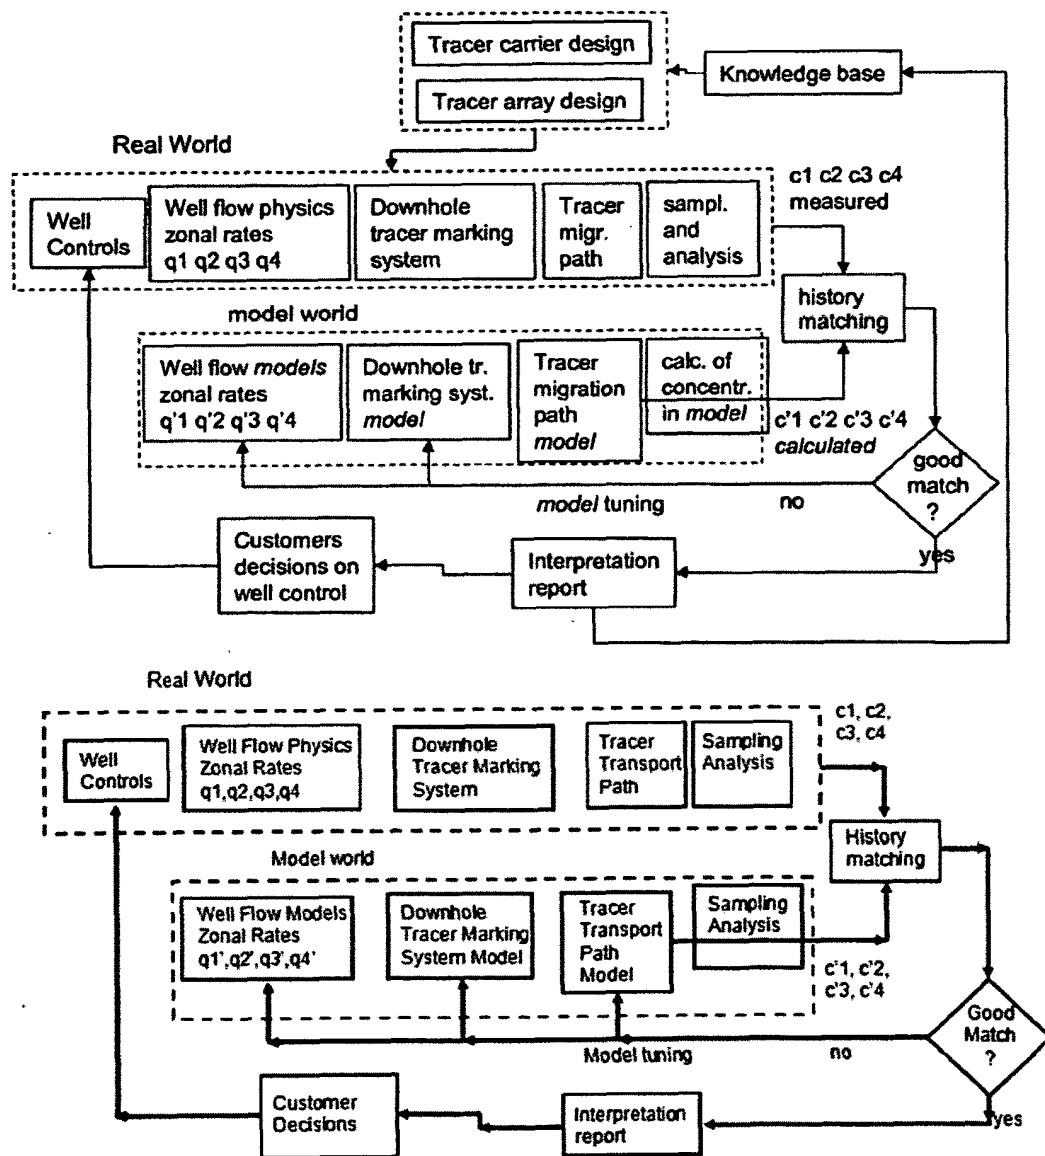 Tracer carrier design
Knowledge base
Tracer array design
Real World
Well
Controls
Well flow physics
zonal rates
q1 q2 q3 q4
Downhole
tracer marking
system
Tracer
migr.
path
sampl.
and
analysis
c1 c2 c3 c4
measured
history
matching
model world
Well flow models
zonal rates
q'1 q'2 q'3 q'4
Downhole tr.
marking syst.
model
Tracer
migration
path
model
calc. of
concentr.
in model
c'1 c'2 c'3 c'4
calculated
good
match
?
model tuning
no
yes
Customers
decisions on
well control
Interpretation
report
Real World
Well
Controls
Well Flow Physics
Zonal Rates
q1,q2,q3,q4
Downhole
Tracer Marking
System
Tracer
Transport
Path
Sampling
Analysis
c1, c2,
c3, c4
History
matching
Model world
Well Flow Models
Zonal Rates
q1',q2',q3',q4'
Downhole
Tracer Marking
System Model
Tracer
Transport
Path
Model
Sampling
Analysis
c'1, c'2,
c'3, c'4
Good
Match
?
Model tuning
no
yes
Customer
Decisions
Interpretation
report